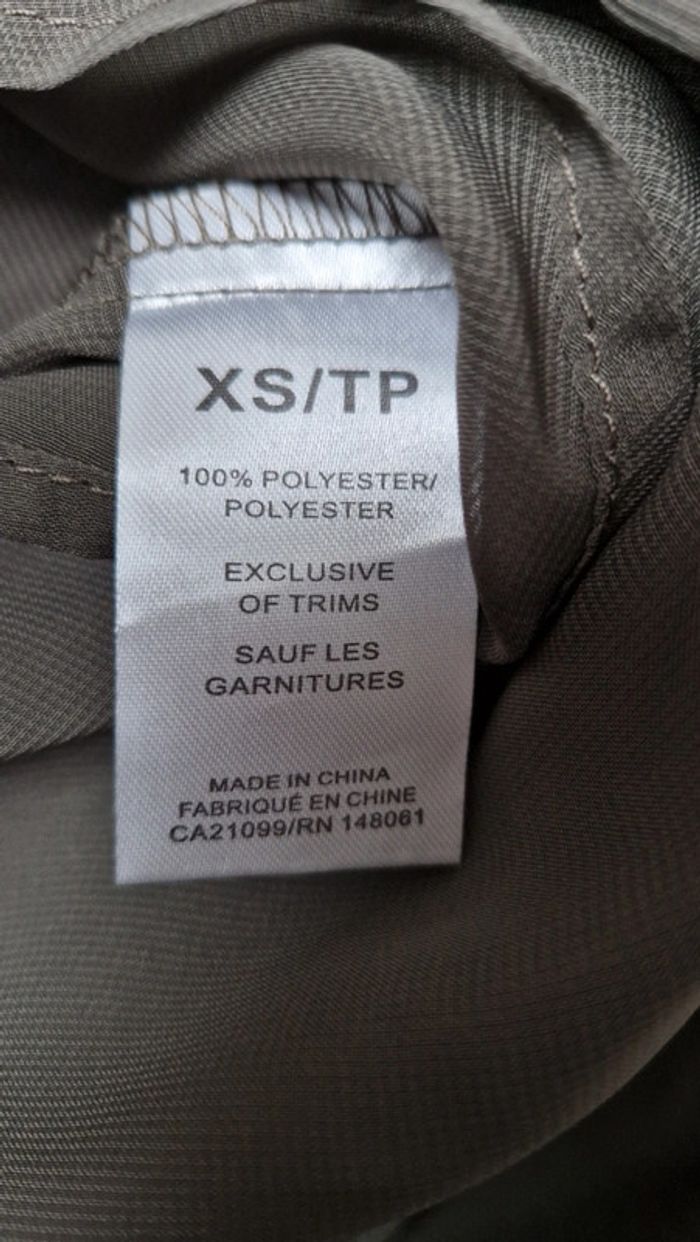 XS/TP
100% POLYESTER/
POLYESTER
EXCLUSIVE
OF TRIMS
SAUF LES
GARNITURES
MADE IN CHINA
FABRIQUÉ EN CHINE
CA21099/RN 148061